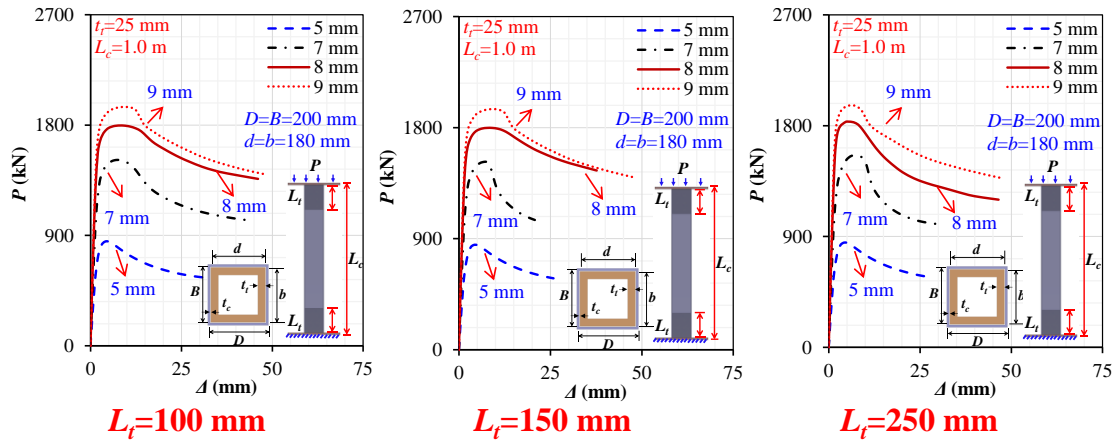 2700
1800
900
0
P (kN)
t_t=25 mm
L_c=1.0 m
5 mm
7 mm
8 mm
9 mm
9 mm
D=B=200 mm
d=b=180 mm
P
L_t
7 mm
8 mm
d
L_c
B
t_t
b
t_c
5 mm
L_t
D
0 25 50 75
Δ (mm)
L_t=100 mm
2700
1800
900
0
P (kN)
t_t=25 mm
L_c=1.0 m
5 mm
7 mm
8 mm
9 mm
9 mm
D=B=200 mm
d=b=180 mm
P
L_t
7 mm
8 mm
d
L_c
B
t_t
b
t_c
5 mm
L_t
D
0 25 50 75
Δ (mm)
L_t=150 mm
2700
1800
900
0
P (kN)
t_t=25 mm
L_c=1.0 m
5 mm
7 mm
8 mm
9 mm
9 mm
D=B=200 mm
d=b=180 mm
P
L_t
7 mm
8 mm
d
L_c
B
t_t
b
t_c
5 mm
L_t
D
0 25 50 75
Δ (mm)
L_t=250 mm